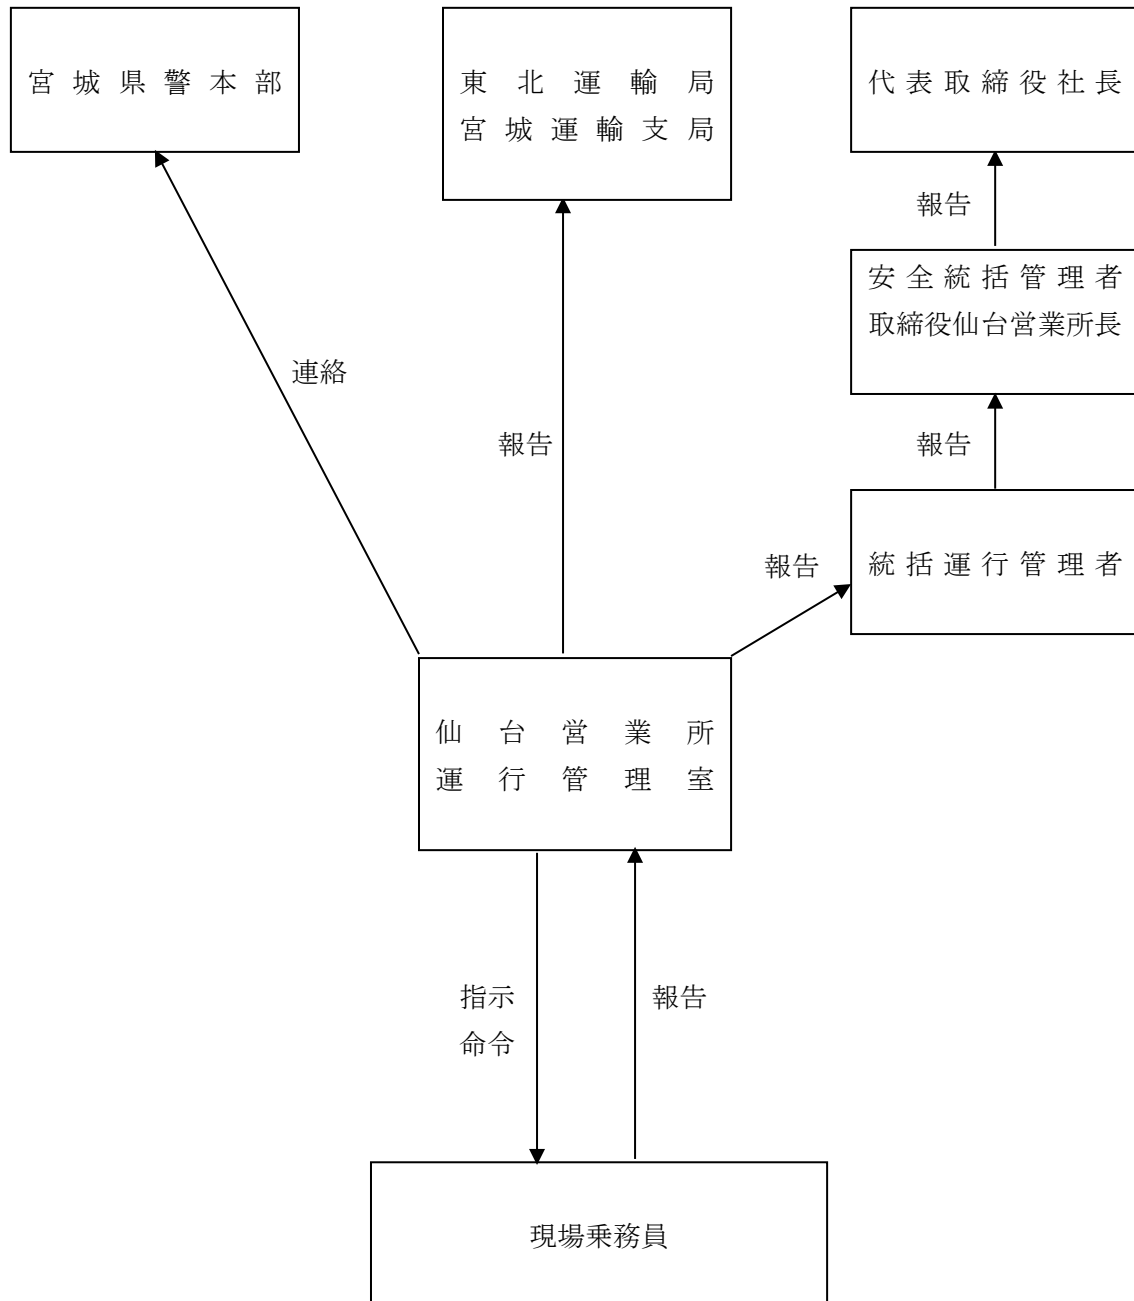 宮城県警本部
東北運輸局
宮城運輸支局
代表取締役社長
報告
安全統括管理者
取締役仙台営業所長
連絡
報告
報告
統括運行管理者
報告
仙台営業所
運行管理室
指示
命令
報告
現場乗務員